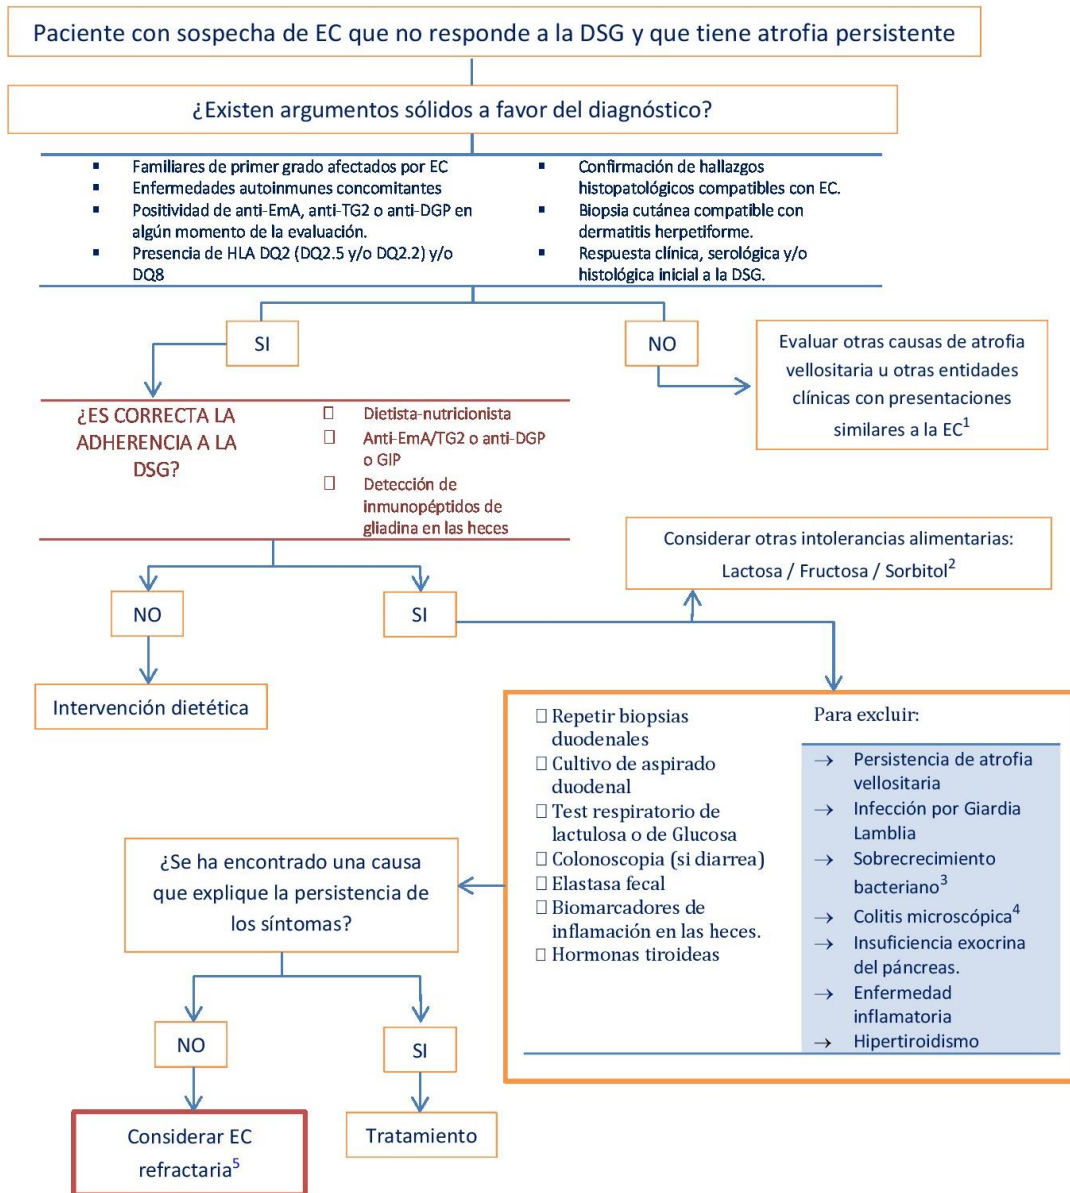 Paciente con sospecha de EC que no responde a la DSG y que tiene atrofia persistente
¿Existen argumentos sólidos a favor del diagnóstico?
▪ Familiares de primer grado afectados por EC
▪ Enfermedades autoinmunes concomitantes
▪ Positividad de anti-EmA, anti-TG2 o anti-DGP en
algún momento de la evaluación.
▪ Presencia de HLA DQ2 (DQ2.5 y/o DQ2.2) y/o
DQ8
▪ Confirmación de hallazgos
histopatológicos compatibles con EC.
▪ Biopsia cutánea compatible con
dermatitis herpetiforme.
▪ Respuesta clínica, serológica y/o
histológica inicial a la DSG.
SI
NO
Evaluar otras causas de atrofia
vellositaria u otras entidades
clínicas con presentaciones
similares a la EC1
¿ES CORRECTA LA
ADHERENCIA A LA
DSG?
□ Dietista-nutricionista
□ Anti-EmA/TG2 o anti-DGP
o GIP
□ Detección de
inmunopéptidos de
gliadina en las heces
Considerar otras intolerancias alimentarias:
Lactosa / Fructosa / Sorbitol2
NO
SI
Intervención dietética
□ Repetir biopsias
duodenales
□ Cultivo de aspirado
duodenal
□ Test respiratorio de
lactulosa o de Glucosa
□ Colonoscopia (si diarrea)
□ Elastasa fecal
□ Biomarcadores de
inflamación en las heces.
□ Hormonas tiroideas
Para excluir:
→ Persistencia de atrofia
vellositaria
→ Infección por Giardia
Lamblia
→ Sobrecrecimiento
bacteriano3
→ Colitis microscópica4
→ Insuficiencia exocrina
del páncreas.
→ Enfermedad
inflamatoria
→ Hipertiroidismo
¿Se ha encontrado una causa
que explique la persistencia de
los síntomas?
NO
SI
Considerar EC
refractaria5
Tratamiento